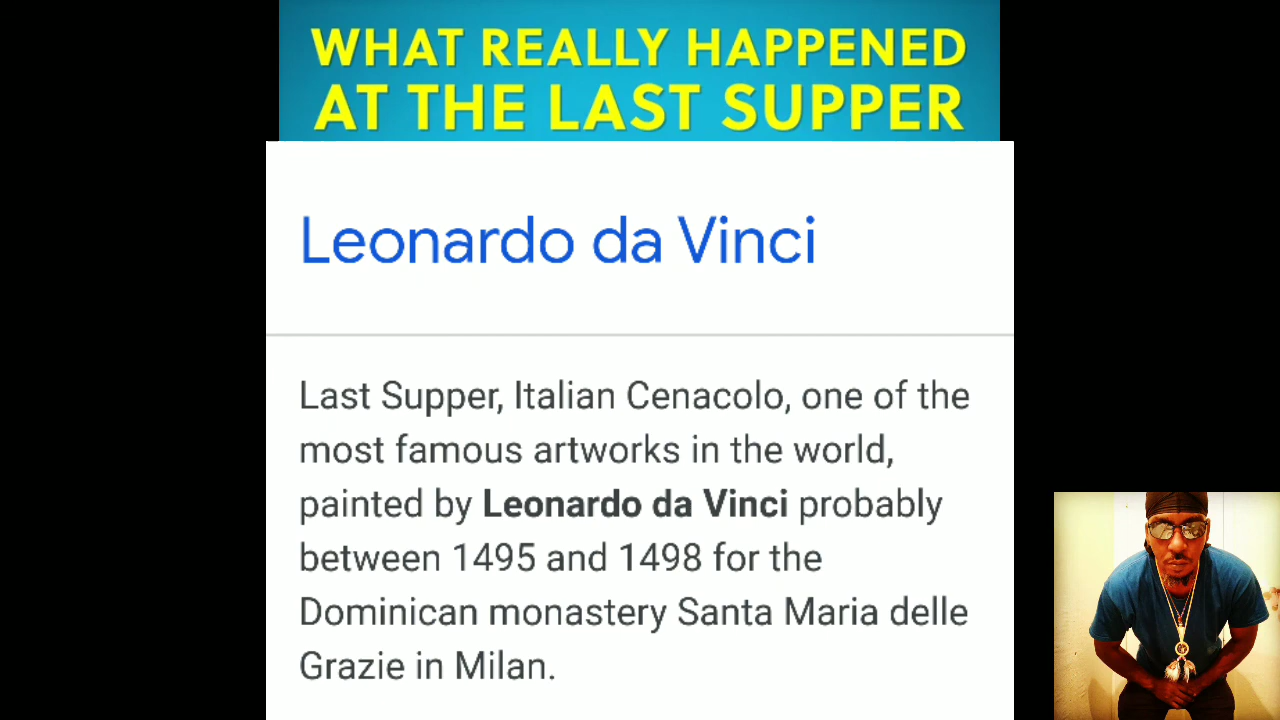 WHAT REALLY HAPPENED
AT THE LAST SUPPER
Leonardo da Vinci
Last Supper, Italian Cenacolo, one of the
most famous artworks in the world,
painted by Leonardo da Vinci probably
between 1495 and 1498 for the
Dominican monastery Santa Maria delle
Grazie in Milan.